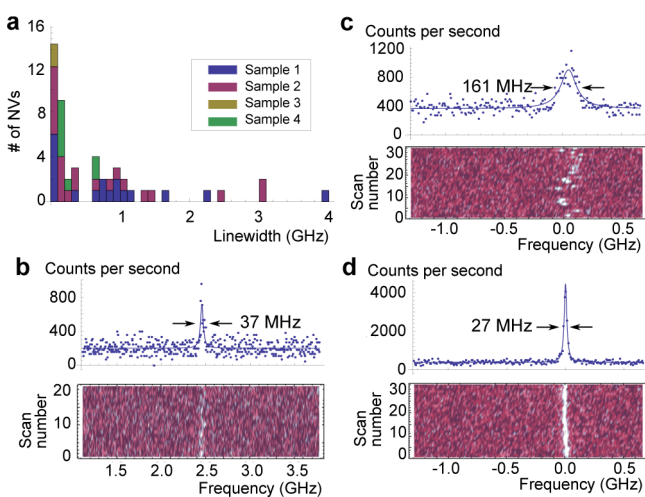 a
16
12
8
4
0
# of NVs
Sample 1
Sample 2
Sample 3
Sample 4
1
2
3
4
Linewidth (GHz)
b
Counts per second
800
400
0
37 MHz
20
10
0
Scan number
1.5
2.0
2.5
3.0
3.5
Frequency (GHz)
c
Counts per second
1200
800
400
0
161 MHz
30
20
10
0
Scan number
-1.0
-0.5
0.0
0.5
Frequency (GHz)
d
Counts per second
4000
2000
0
27 MHz
30
20
10
0
Scan number
-1.0
-0.5
0.0
0.5
Frequency (GHz)